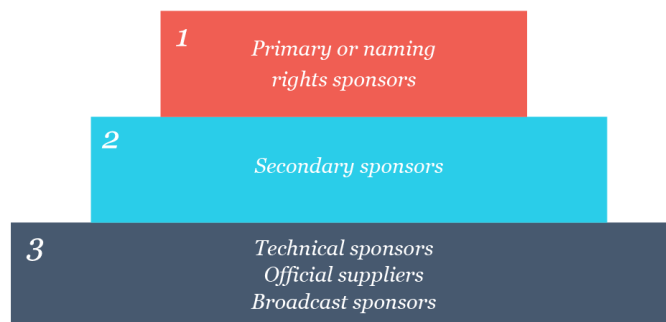 1
Primary or naming
rights sponsors
2
Secondary sponsors
3
Technical sponsors
Official suppliers
Broadcast sponsors